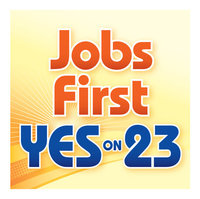 Jobs
First
YES ON 23